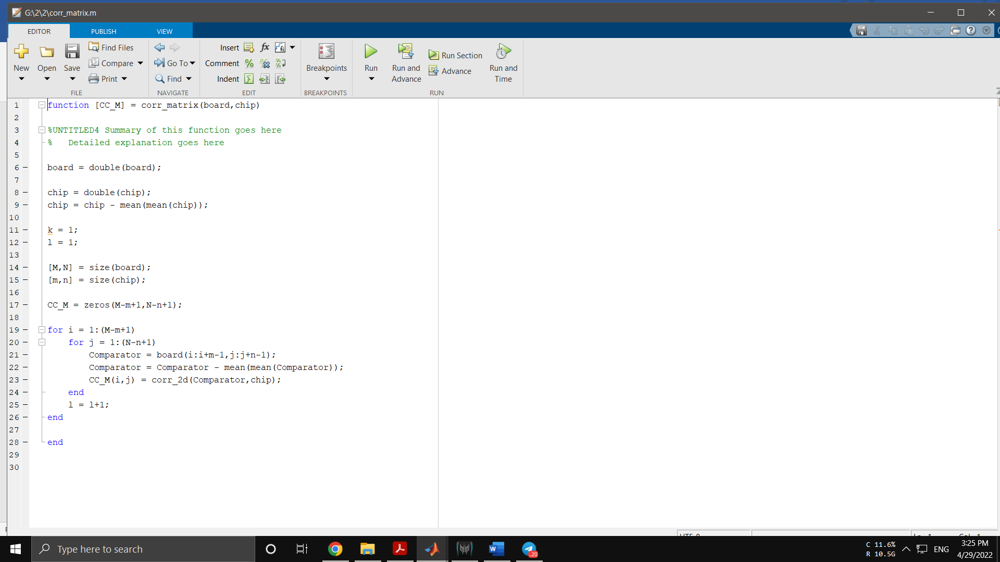 G:\2\2\corr_matrix.m
EDITOR PUBLISH VIEW
New Open Save Find Files Compare Print
FILE
Go To Find
NAVIGATE
Insert fx
Comment
Indent
EDIT
Breakpoints
BREAKPOINTS
Run Run and Advance Run Section Advance Run and Time
RUN
1 function [CC_M] = corr_matrix(board,chip)
2
3 %UNTITLED4 Summary of this function goes here
4 %   Detailed explanation goes here
5
6 board = double(board);
7
8 chip = double(chip);
9 chip = chip - mean(mean(chip));
10
11 k = 1;
12 l = 1;
13
14 [M,N] = size(board);
15 [m,n] = size(chip);
16
17 CC_M = zeros(M-m+1,N-n+1);
18
19 for i = 1:(M-m+1)
20     for j = 1:(N-n+1)
21         Comparator = board(i:i+m-1,j:j+n-1);
22         Comparator = Comparator - mean(mean(Comparator));
23         CC_M(i,j) = corr_2d(Comparator,chip);
24     end
25     l = l+1;
26 end
27
28 end
29
30
Type here to search
C 11.6%
R 10.5G
ENG
3:25 PM
4/29/2022